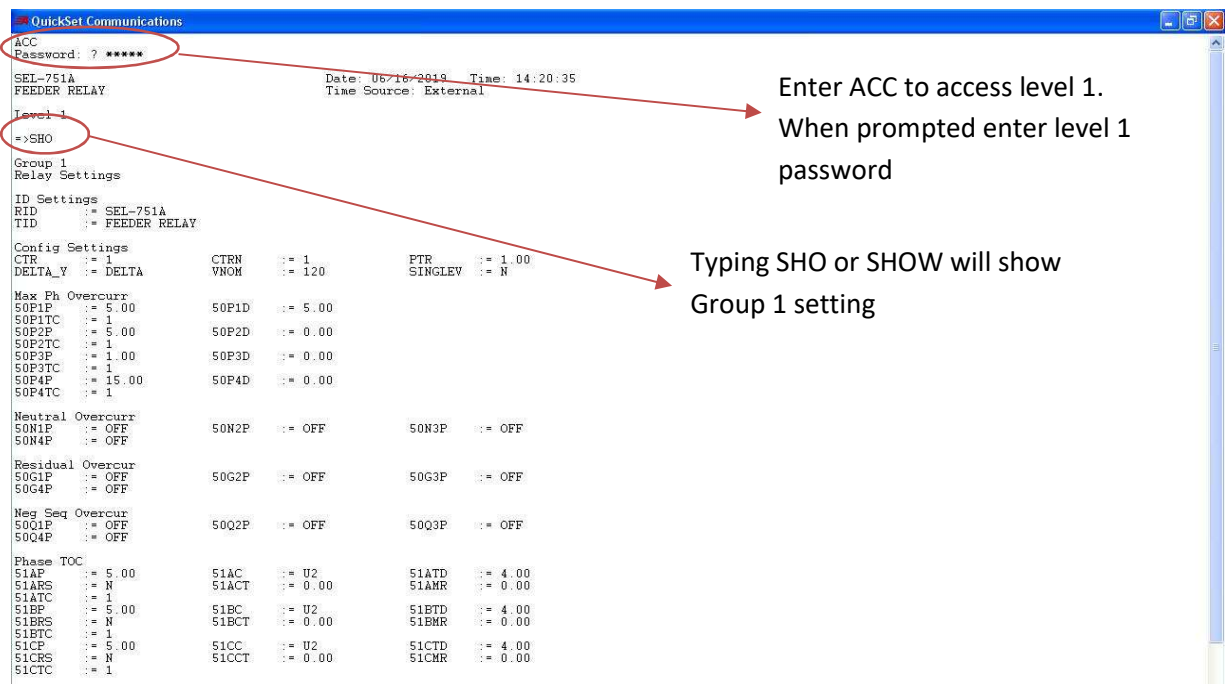 QuickSet Communications
ACC
Password: ? *****
SEL-751A Date: 06/16/2019 Time: 14:20:35
FEEDER RELAY Time Source: External
Level 1
=>SHO
Group 1
Relay Settings
ID Settings
RID := SEL-751A
TID := FEEDER RELAY
Config Settings
CTR := 1 CTRN := 1 PTR := 1.00
DELTA_Y := DELTA VNOM := 120 SINGLEV := N
Max Ph Overcurr
50P1P := 5.00 50P1D := 5.00
50P1TC := 1
50P2P := 5.00 50P2D := 0.00
50P2TC := 1
50P3P := 1.00 50P3D := 0.00
50P3TC := 1
50P4P := 15.00 50P4D := 0.00
50P4TC := 1
Neutral Overcurr
50N1P := OFF 50N2P := OFF 50N3P := OFF
50N4P := OFF
Residual Overcur
50G1P := OFF 50G2P := OFF 50G3P := OFF
50G4P := OFF
Neg Seq Overcur
50Q1P := OFF 50Q2P := OFF 50Q3P := OFF
50Q4P := OFF
Phase TOC
51AP := 5.00 51AC := U2 51ATD := 4.00
51ARS := N 51ACT := 0.00 51AMR := 0.00
51ATC := 1
51BP := 5.00 51BC := U2 51BTD := 4.00
51BRS := N 51BCT := 0.00 51BMR := 0.00
51BTC := 1
51CP := 5.00 51CC := U2 51CTD := 4.00
51CRS := N 51CCT := 0.00 51CMR := 0.00
51CTC := 1
Enter ACC to access level 1.
When prompted enter level 1
password
Typing SHO or SHOW will show
Group 1 setting